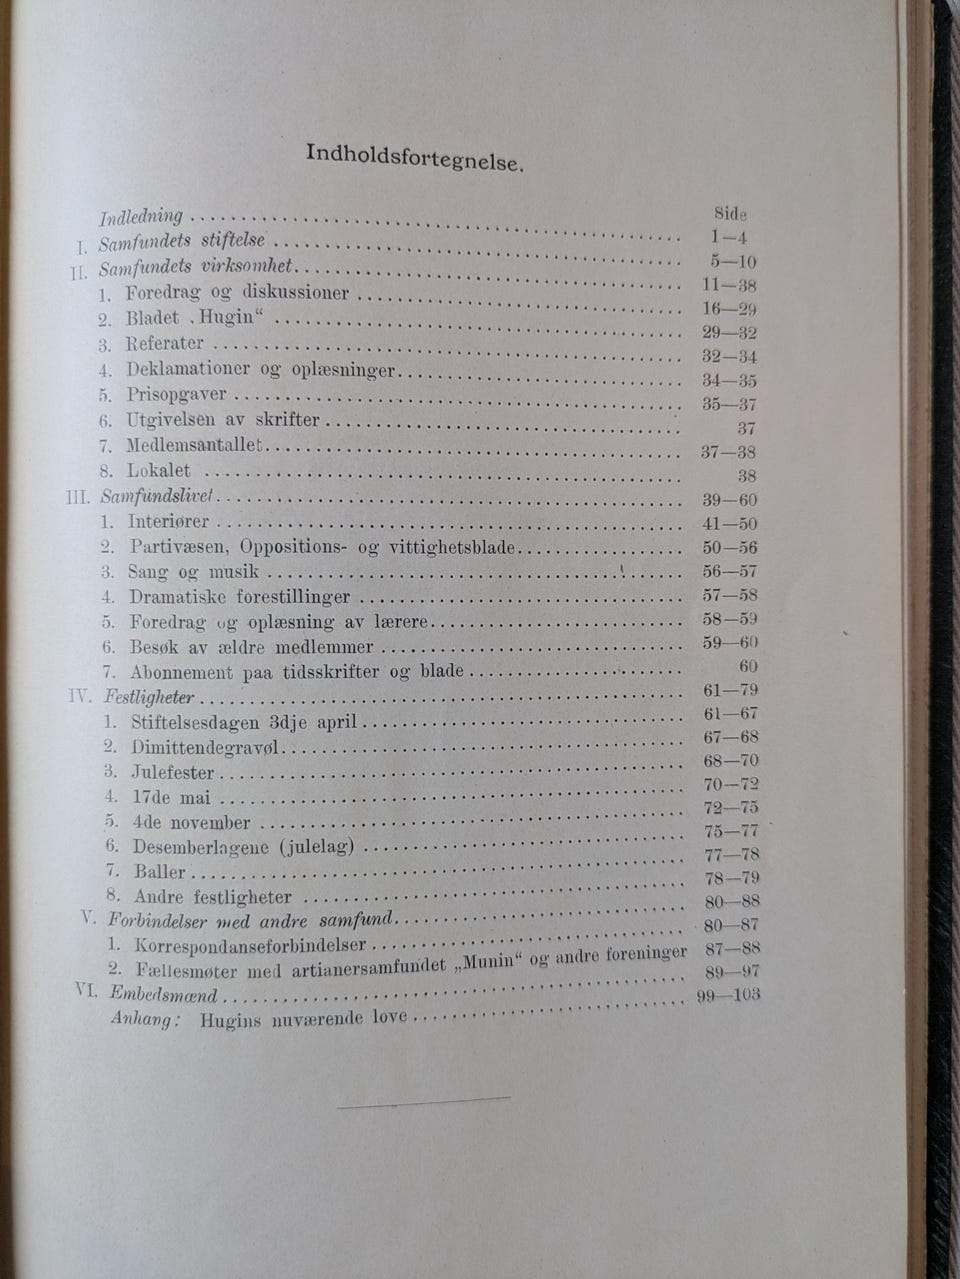 Indholdsfortegnelse.
Side
Indledning 1—4
I. Samfundets stiftelse 5—10
II. Samfundets virksomhet 11—38
1. Foredrag og diskussioner 16—29
2. Bladet „Hugin“ 29—32
3. Referater 32—34
4. Deklamationer og oplæsninger 34—35
5. Prisopgaver 35—37
6. Utgivelsen av skrifter 37
7. Medlemsantallet 37—38
8. Lokalet 38
III. Samfundslivet 39—60
1. Interiører 41—50
2. Partivæsen, Oppositions- og vittighetsblade 50—56
3. Sang og musik 56—57
4. Dramatiske forestillinger 57—58
5. Foredrag og oplæsning av lærere 58—59
6. Besøk av ældre medlemmer 59—60
7. Abonnement paa tidsskrifter og blade 60
IV. Festligheter 61—79
1. Stiftelsesdagen 3dje april 61—67
2. Dimittendegravøl 67—68
3. Julefester 68—70
4. 17de mai 70—72
5. 4de november 72—75
6. Desemberlagene (julelag) 75—77
7. Baller 77—78
8. Andre festligheter 78—79
V. Forbindelser med andre samfund 80—88
1. Korrespondanseforbindelser 80—87
2. Fællesmøter med artianersamfundet „Munin“ og andre foreninger 87—88
VI. Embedsmænd 89—97
Anhang: Hugins nuværende love 99—103